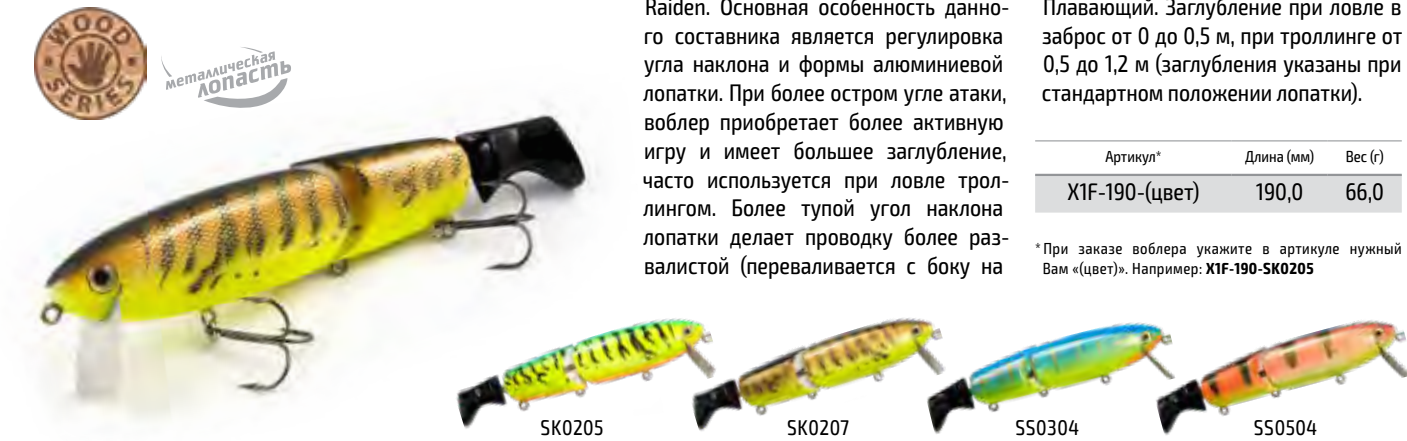 WOOD
SERIES
металлическая
лопасть
Raiden. Основная особенность данно-
го составника является регулировка
угла наклона и формы алюминиевой
лопатки. При более остром угле атаки,
воблер приобретает более активную
игру и имеет большее заглубление,
часто используется при ловле трол-
лингом. Более тупой угол наклона
лопатки делает проводку более раз-
валистой (переваливается с боку на
Плавающий. Заглубление при ловле в
заброс от 0 до 0,5 м, при троллинге от
0,5 до 1,2 м (заглубления указаны при
стандартном положении лопатки).
Артикул* Длина (мм) Вес (г)
X1F-190-(цвет) 190,0 66,0
* При заказе воблера укажите в артикуле нужный
Вам «(цвет)». Например: X1F-190-SK0205
SK0205 SK0207 SS0304 SS0504